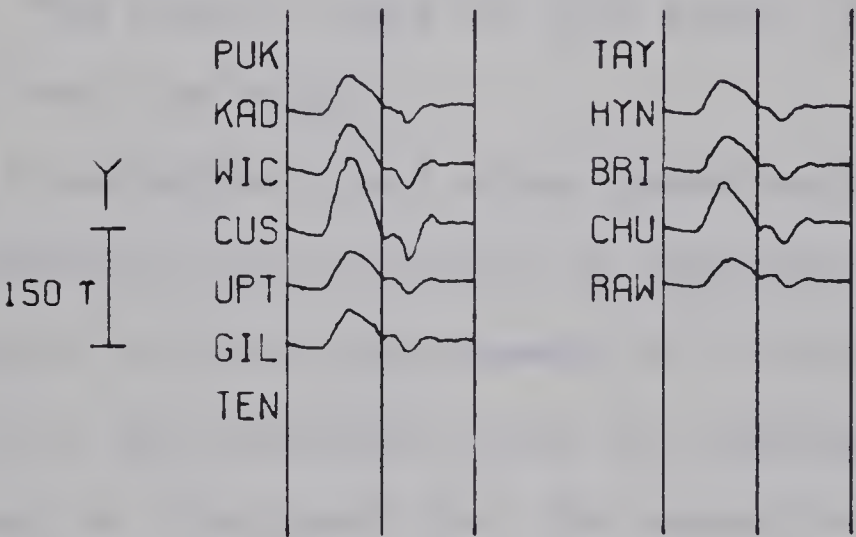 PUK
KAD
WIC
CUS
UPT
GIL
TEN
Y
150 T
TAY
HYN
BRI
CHU
RAW